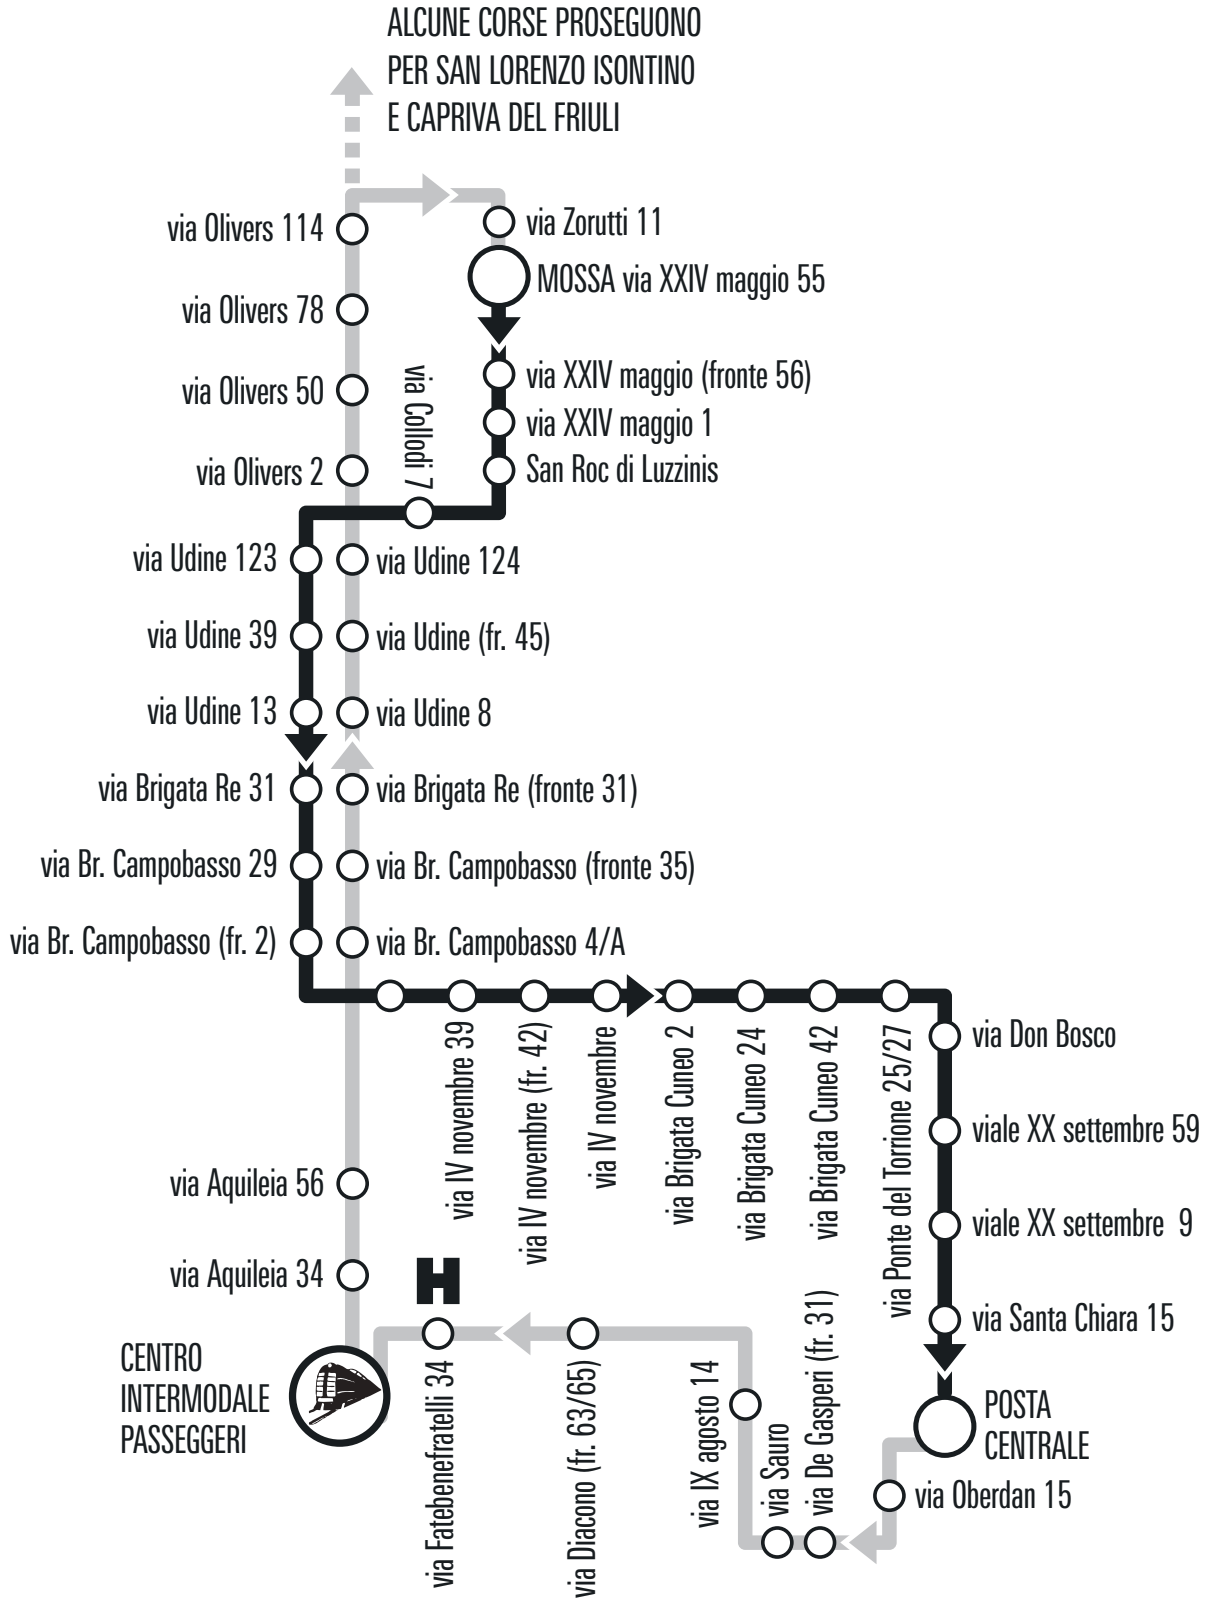 ALCUNE CORSE PROSEGUONO
PER SAN LORENZO ISONTINO
E CAPRIVA DEL FRIULI
via Olivers 114
via Zorutti 11
MOSSA via XXIV maggio 55
via Olivers 78
via XXIV maggio (fronte 56)
via Olivers 50
via Collodi 7
via XXIV maggio 1
via Olivers 2
San Roc di Luzzinis
via Udine 123
via Udine 124
via Udine 39
via Udine (fr. 45)
via Udine 13
via Udine 8
via Brigata Re 31
via Brigata Re (fronte 31)
via Br. Campobasso 29
via Br. Campobasso (fronte 35)
via Br. Campobasso (fr. 2)
via Br. Campobasso 4/A
via IV novembre 39
via IV novembre (fr. 42)
via IV novembre
via Brigata Cuneo 2
via Brigata Cuneo 24
via Brigata Cuneo 42
via Ponte del Torrione 25/27
via Don Bosco
viale XX settembre 59
viale XX settembre 9
via Santa Chiara 15
via Aquileia 56
via Aquileia 34
H
CENTRO
INTERMODALE
PASSEGGERI
via Fatebenefratelli 34
via Diacono (fr. 63/65)
via IX agosto 14
via Sauro
via De Gasperi (fr. 31)
POSTA
CENTRALE
via Oberdan 15